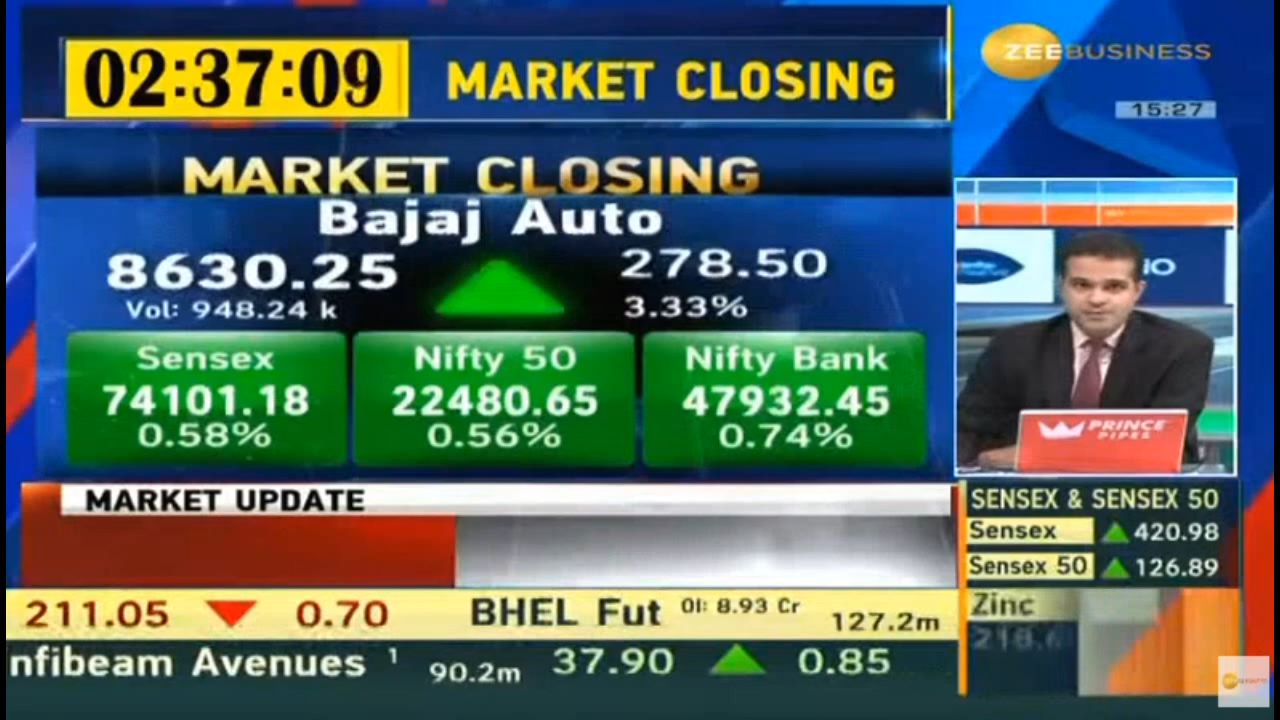 02:37:09 MARKET CLOSING
ZEEBUSINESS
15:27
MARKET CLOSING
Bajaj Auto
8630.25 278.50
Vol: 948.24 k 3.33%
Sensex Nifty 50 Nifty Bank
74101.18 22480.65 47932.45
0.58% 0.56% 0.74%
PRINCE
PIPES
MARKET UPDATE
SENSEX & SENSEX 50
Sensex 420.98
Sensex 50 126.89
Zinc
218.6
211.05 0.70 BHEL Fut OI: 8.93 Cr 127.2m
nfibeam Avenues 1 90.2m 37.90 0.85